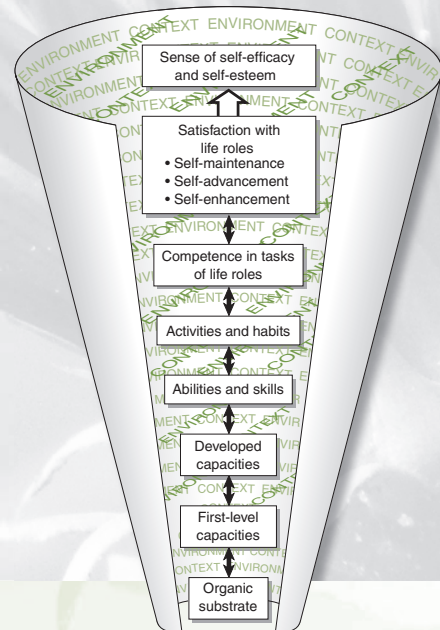 ENVIRONMENT CONTEXT ENVIRONMENT CONTEXT ENVIRONMENT CONTEXT
Sense of self-efficacy
and self-esteem
Satisfaction with
life roles
• Self-maintenance
• Self-advancement
• Self-enhancement
Competence in tasks
of life roles
Activities and habits
Abilities and skills
Developed
capacities
First-level
capacities
Organic
substrate